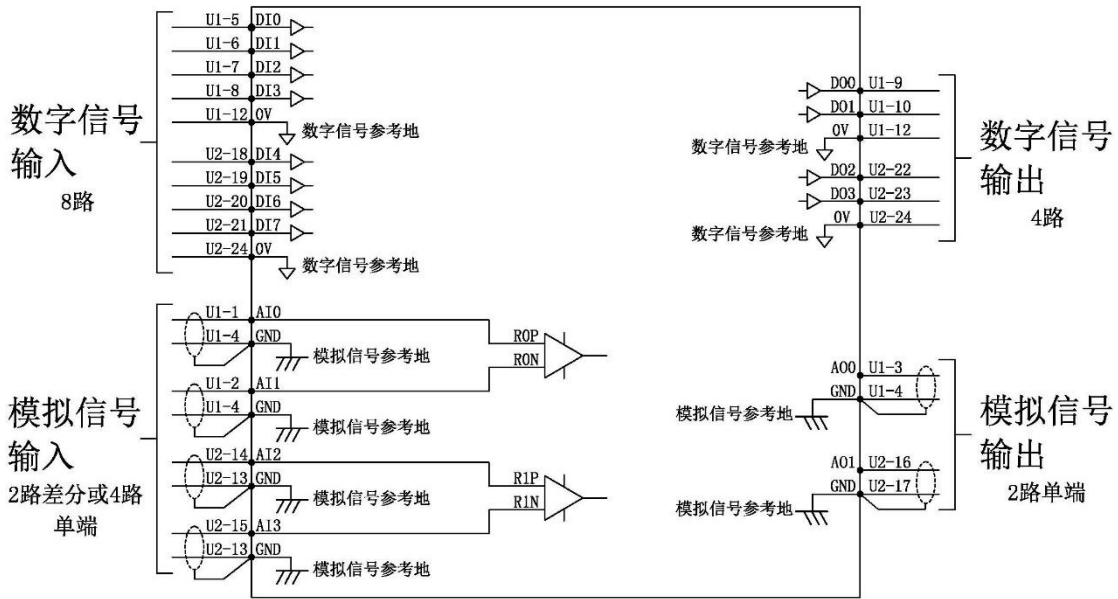 U1-5 DI0
U1-6 DI1
U1-7 DI2
U1-8 DI3
U1-12 0V
数字信号参考地
U2-18 DI4
U2-19 DI5
U2-20 DI6
U2-21 DI7
U2-24 0V
数字信号参考地
数字信号
输入
8路
U1-1 AI0
U1-4 GND
模拟信号参考地
U1-2 AI1
U1-4 GND
模拟信号参考地
U2-14 AI2
U2-13 GND
模拟信号参考地
U2-15 AI3
U2-13 GND
模拟信号参考地
模拟信号
输入
2路差分或4路
单端
R0P
R0N
R1P
R1N
DO0 U1-9
DO1 U1-10
0V U1-12
数字信号参考地
DO2 U2-22
DO3 U2-23
0V U2-24
数字信号参考地
数字信号
输出
4路
AO0 U1-3
GND U1-4
模拟信号参考地
AO1 U2-16
GND U2-17
模拟信号参考地
模拟信号
输出
2路单端